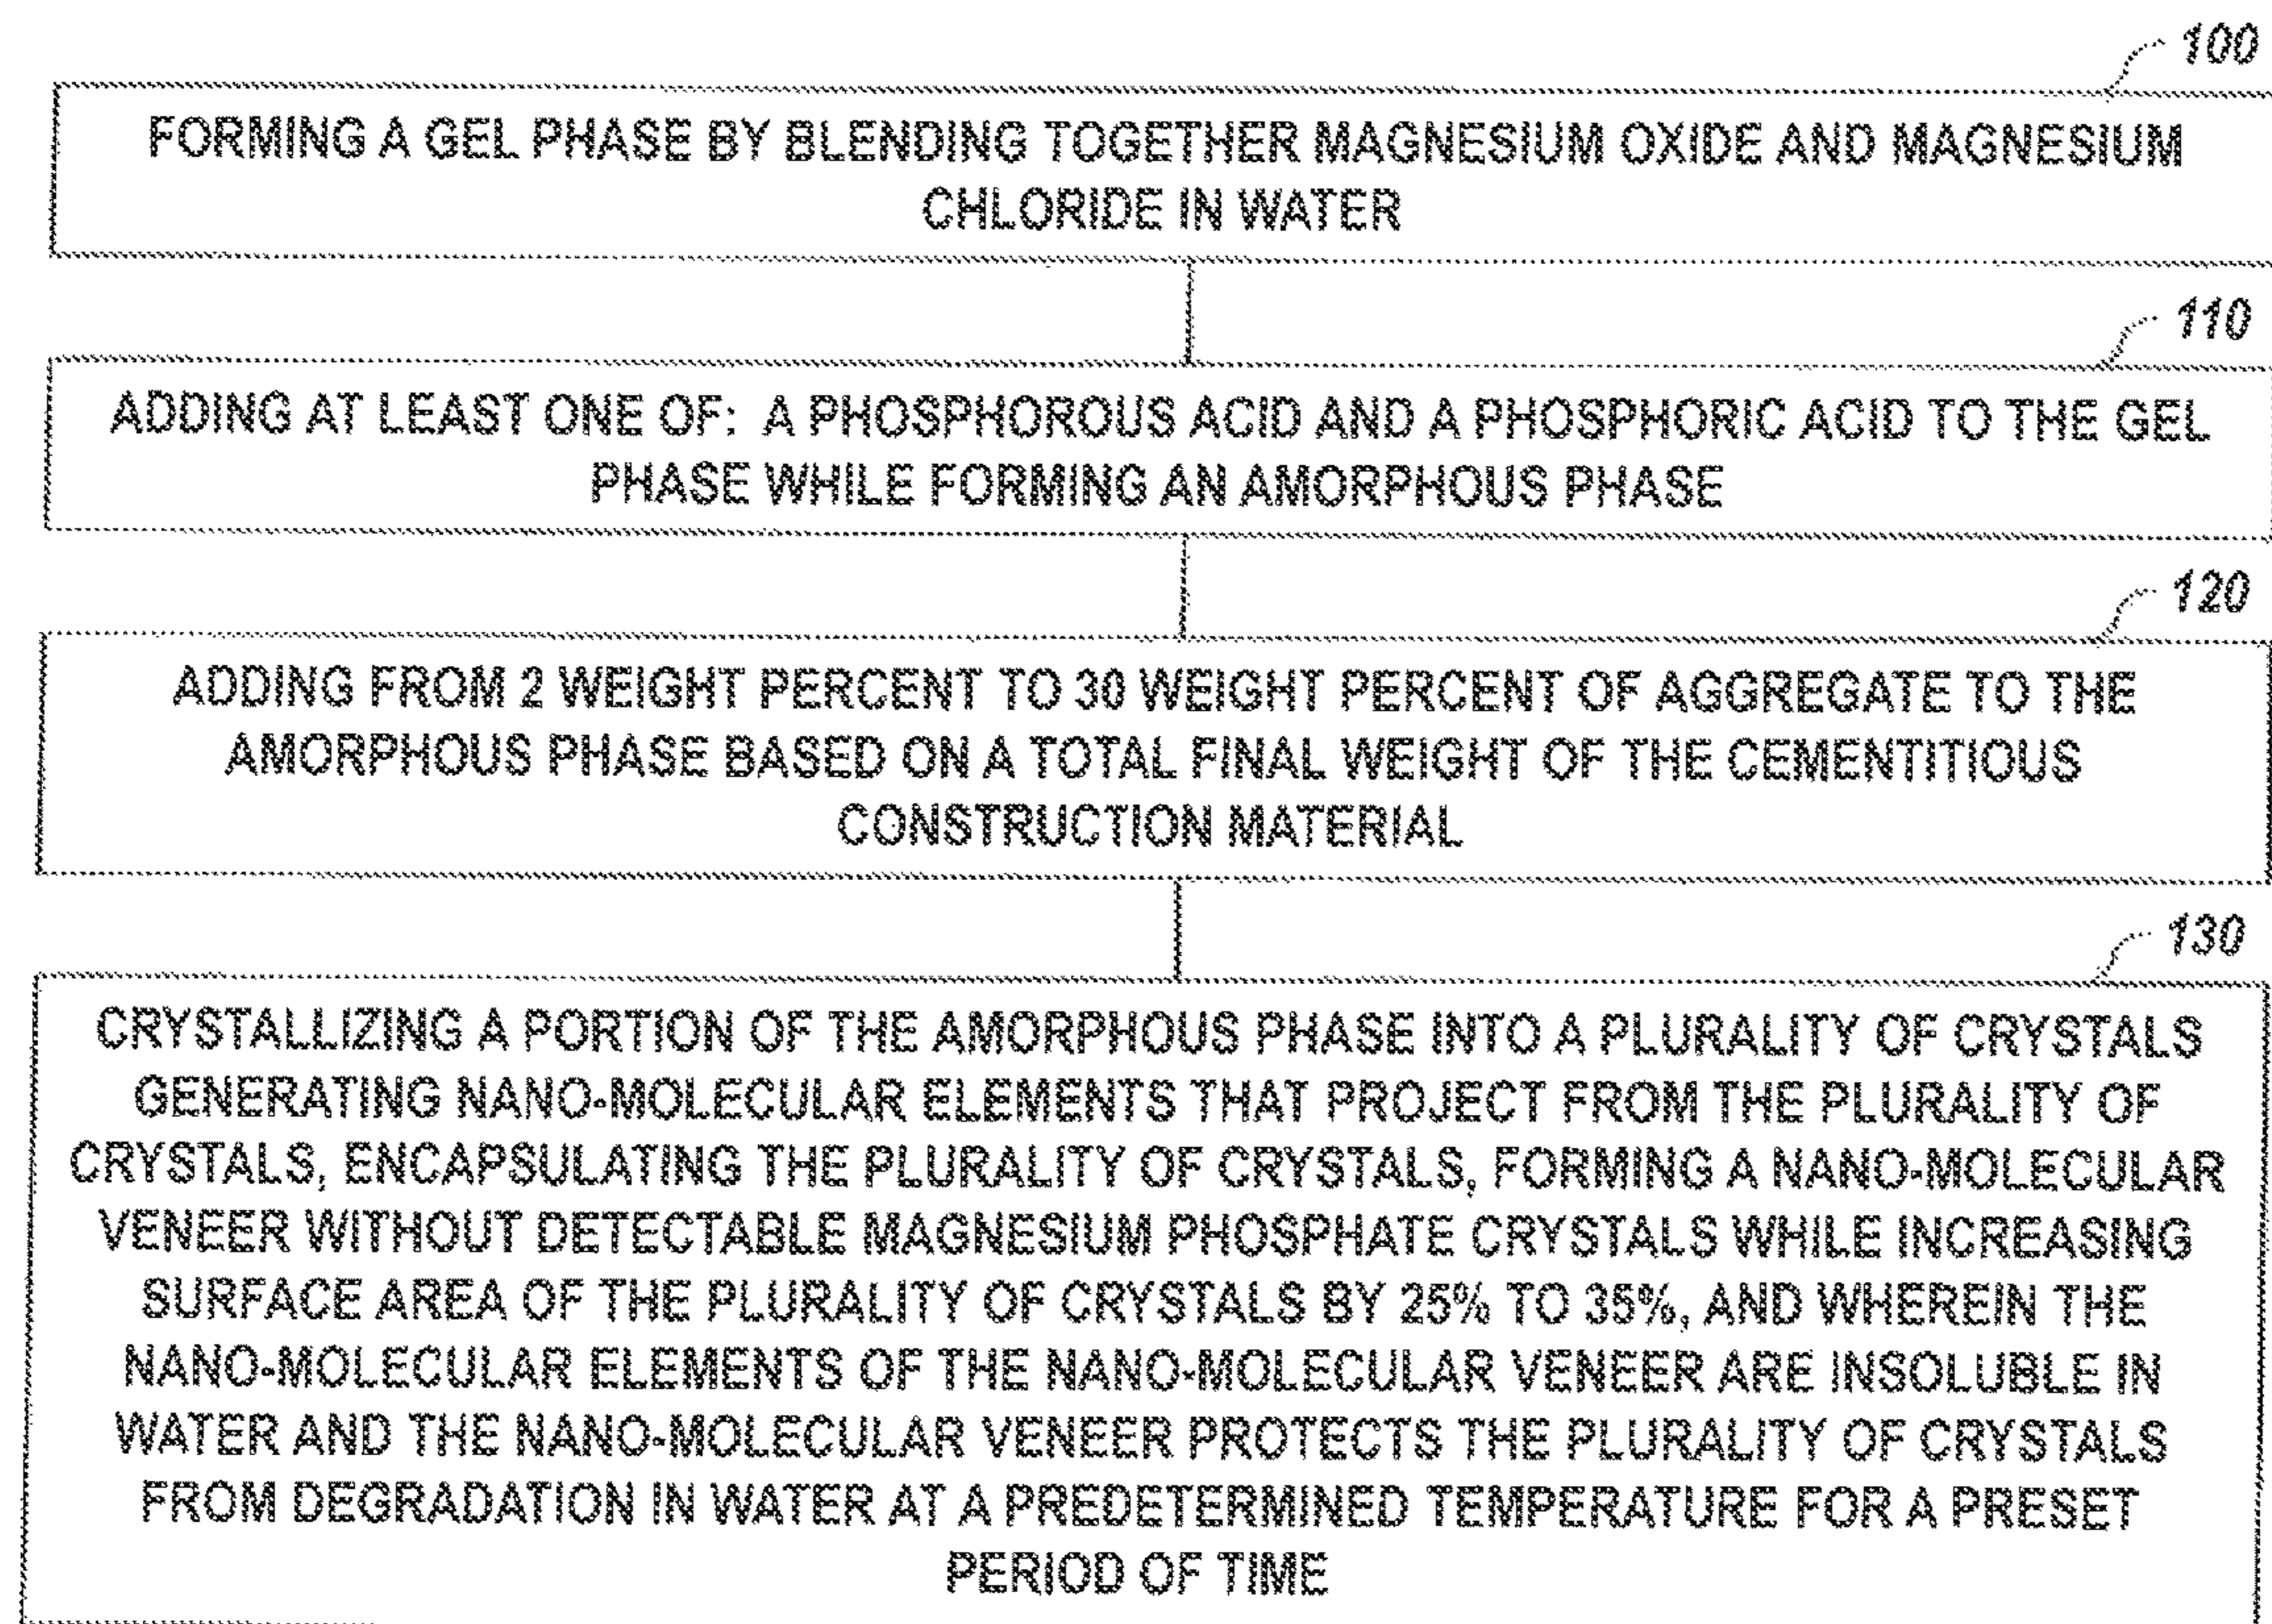 100
FORMING A GEL PHASE BY BLENDING TOGETHER MAGNESIUM OXIDE AND MAGNESIUM
CHLORIDE IN WATER
110
ADDING AT LEAST ONE OF: A PHOSPHOROUS ACID AND A PHOSPHORIC ACID TO THE GEL
PHASE WHILE FORMING AN AMORPHOUS PHASE
120
ADDING FROM 2 WEIGHT PERCENT TO 30 WEIGHT PERCENT OF AGGREGATE TO THE
AMORPHOUS PHASE BASED ON A TOTAL FINAL WEIGHT OF THE CEMENTITIOUS
CONSTRUCTION MATERIAL
130
CRYSTALLIZING A PORTION OF THE AMORPHOUS PHASE INTO A PLURALITY OF CRYSTALS
GENERATING NANO-MOLECULAR ELEMENTS THAT PROJECT FROM THE PLURALITY OF
CRYSTALS, ENCAPSULATING THE PLURALITY OF CRYSTALS, FORMING A NANO-MOLECULAR
VENEER WITHOUT DETECTABLE MAGNESIUM PHOSPHATE CRYSTALS WHILE INCREASING
SURFACE AREA OF THE PLURALITY OF CRYSTALS BY 25% TO 35%, AND WHEREIN THE
NANO-MOLECULAR ELEMENTS OF THE NANO-MOLECULAR VENEER ARE INSOLUBLE IN
WATER AND THE NANO-MOLECULAR VENEER PROTECTS THE PLURALITY OF CRYSTALS
FROM DEGRADATION IN WATER AT A PREDETERMINED TEMPERATURE FOR A PRESET
PERIOD OF TIME